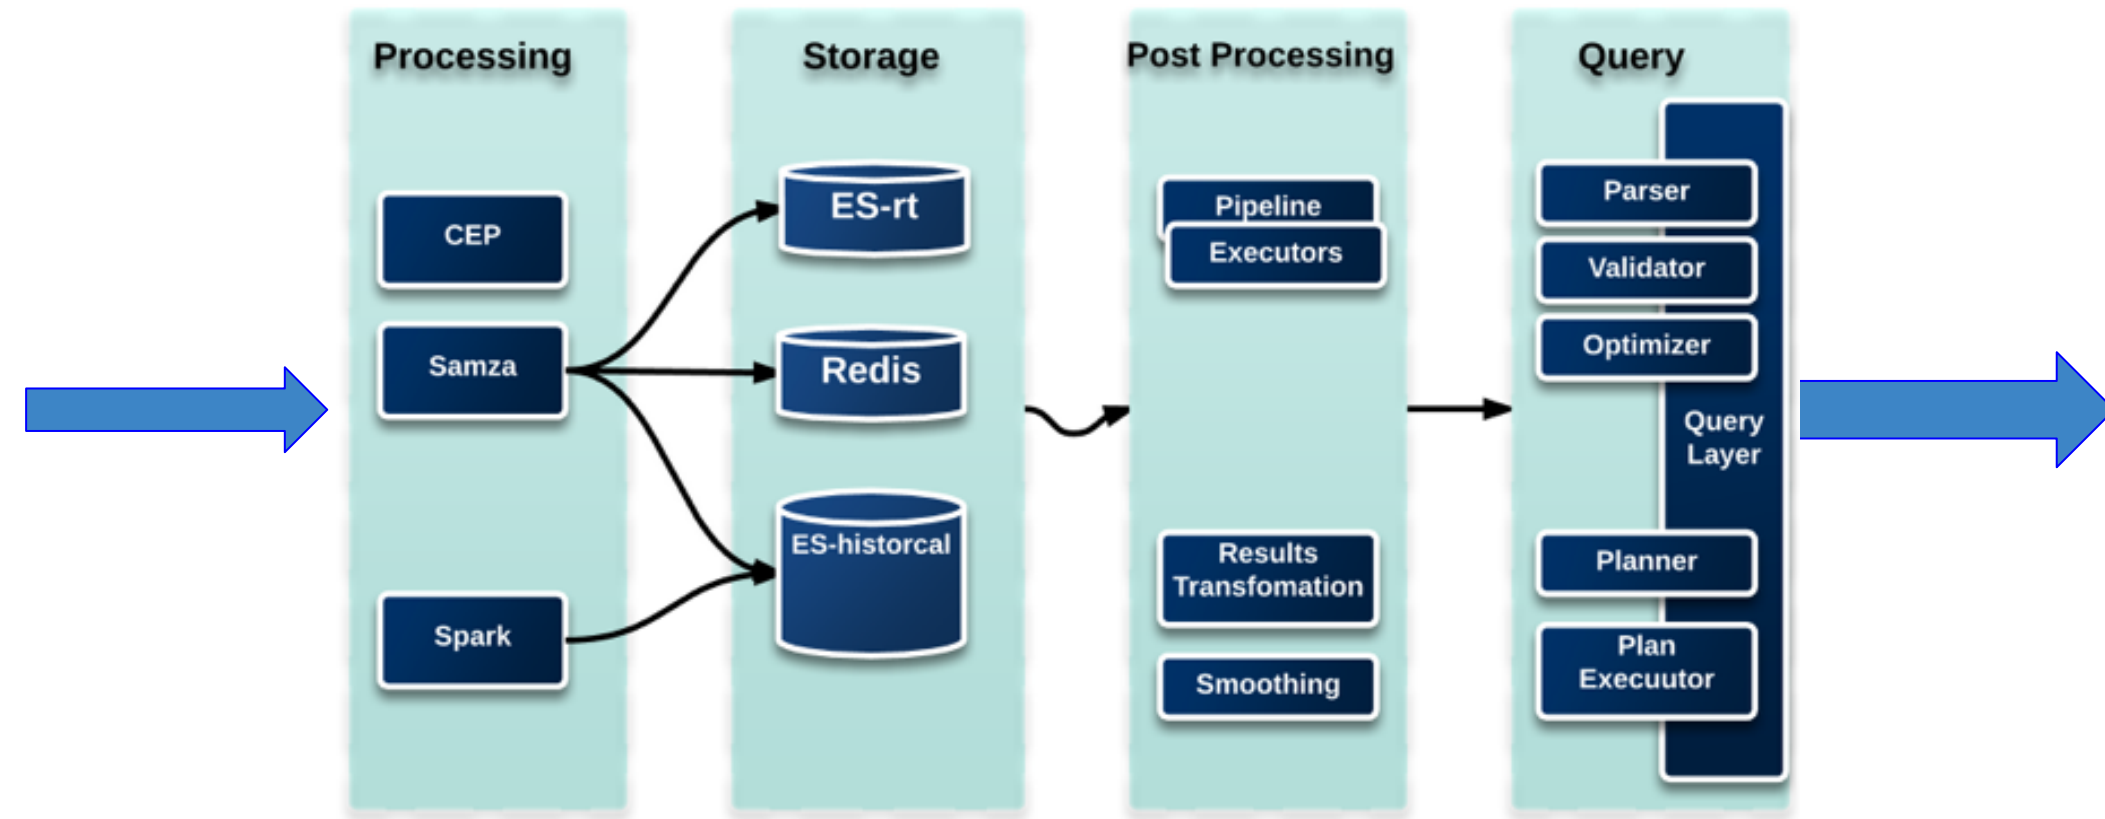 Processing
CEP
Samza
Spark
Storage
ES-rt
Redis
ES-historcal
Post Processing
Pipeline
Executors
Results
Transfomation
Smoothing
Query
Parser
Validator
Optimizer
Query
Layer
Planner
Plan
Execuutor